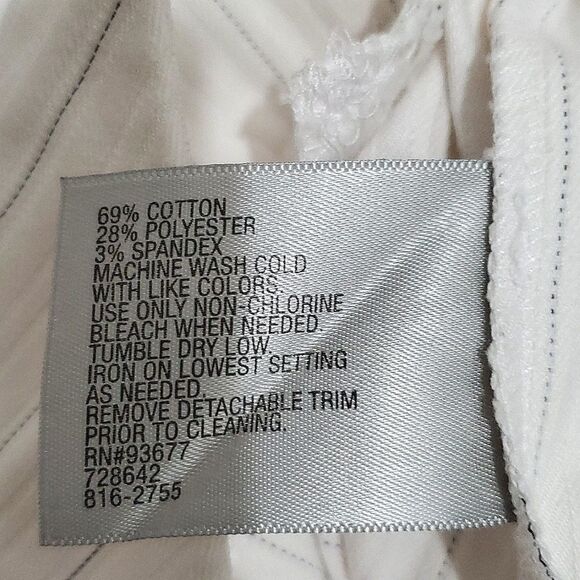 69% COTTON
28% POLYESTER
3% SPANDEX
MACHINE WASH COLD
WITH LIKE COLORS.
USE ONLY NON-CHLORINE
BLEACH WHEN NEEDED.
TUMBLE DRY LOW.
IRON ON LOWEST SETTING
AS NEEDED.
REMOVE DETACHABLE TRIM
PRIOR TO CLEANING.
RN#93677
728642
816-2755